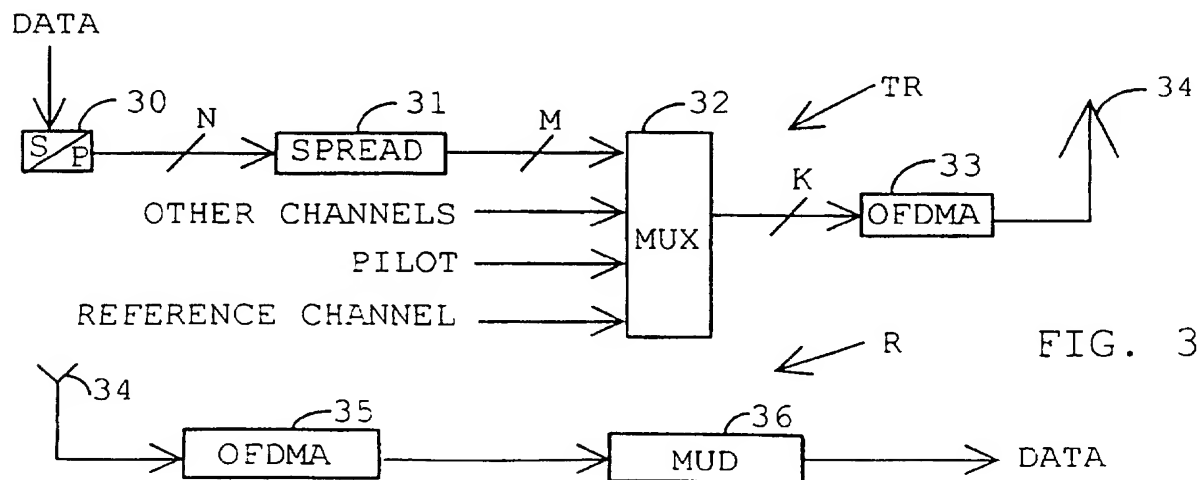 DATA
30
N
31
M
32
TR
34
S/P
SPREAD
K
33
OTHER CHANNELS
OFDMA
MUX
PILOT
REFERENCE CHANNEL
R
FIG. 3
34
35
36
OFDMA
MUD
DATA